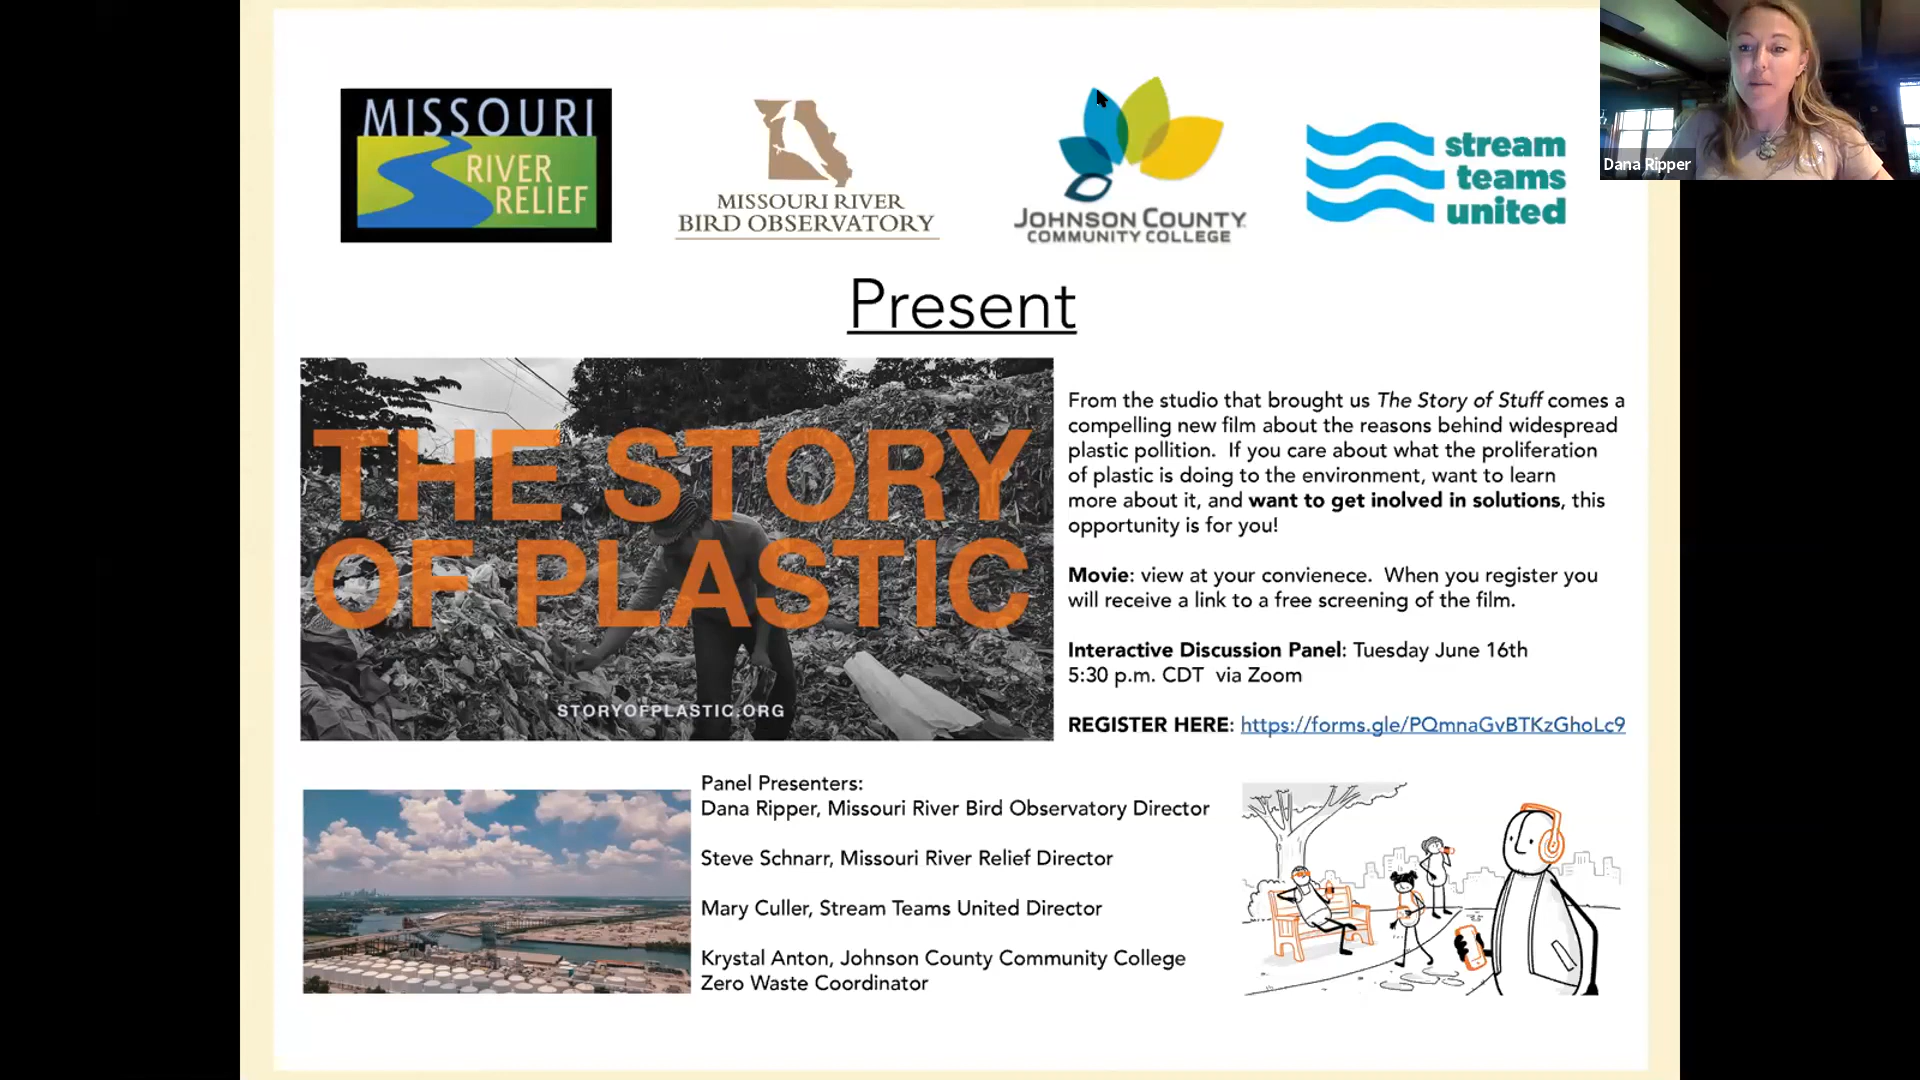 MISSOURI
RIVER
RELIEF
MISSOURI RIVER
BIRD OBSERVATORY
JOHNSON COUNTY
COMMUNITY COLLEGE
stream
teams
united
Dana Ripper
Present
THE STORY
OF PLASTIC
STORYOFPLASTIC.ORG
From the studio that brought us The Story of Stuff comes a
compelling new film about the reasons behind widespread
plastic pollition. If you care about what the proliferation
of plastic is doing to the environment, want to learn
more about it, and want to get inolved in solutions, this
opportunity is for you!
Movie: view at your convienece. When you register you
will receive a link to a free screening of the film.
Interactive Discussion Panel: Tuesday June 16th
5:30 p.m. CDT via Zoom
REGISTER HERE: https://forms.gle/PQmnaGvBTKzGhoLc9
Panel Presenters:
Dana Ripper, Missouri River Bird Observatory Director
Steve Schnarr, Missouri River Relief Director
Mary Culler, Stream Teams United Director
Krystal Anton, Johnson County Community College
Zero Waste Coordinator